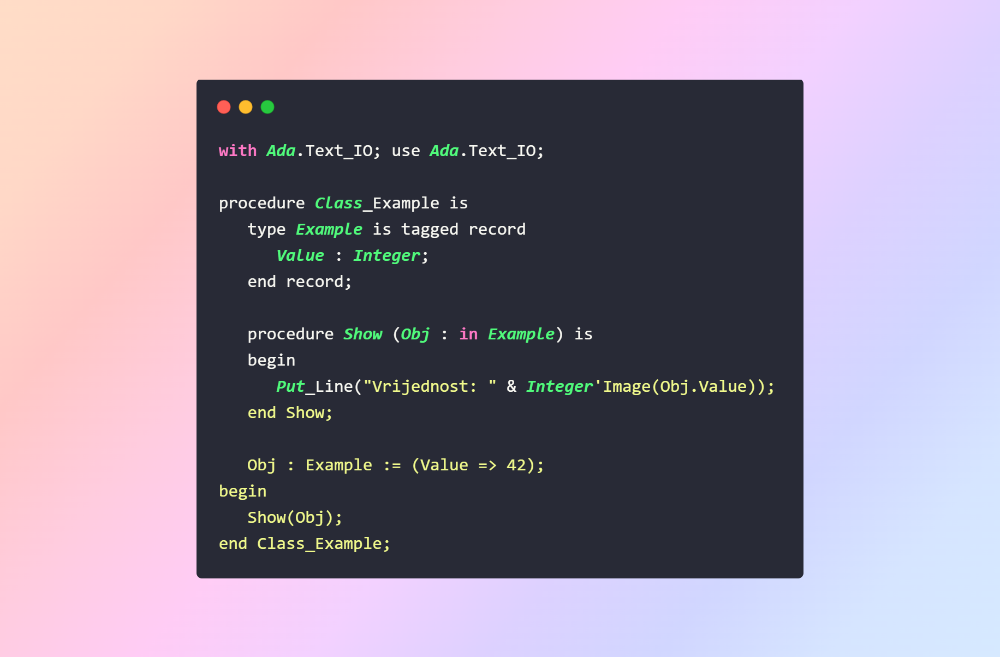 with Ada.Text_IO; use Ada.Text_IO;
procedure Class_Example is
type Example is tagged record
Value : Integer;
end record;
procedure Show (Obj : in Example) is
begin
Put_Line("Vrijednost: " & Integer'Image(Obj.Value));
end Show;
Obj : Example := (Value => 42);
begin
Show(Obj);
end Class_Example;